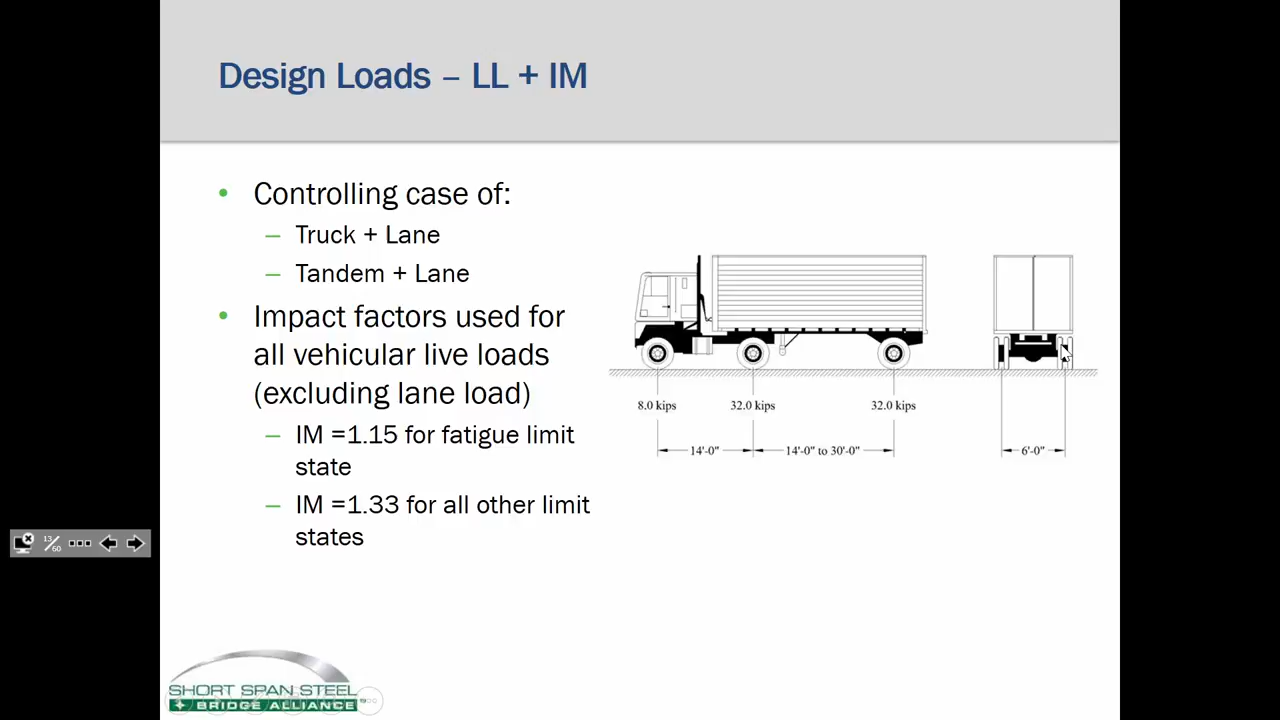 Design Loads – LL + IM
• Controlling case of:
– Truck + Lane
– Tandem + Lane
• Impact factors used for
all vehicular live loads
(excluding lane load)
– IM =1.15 for fatigue limit
state
– IM =1.33 for all other limit
states
8.0 kips 32.0 kips 32.0 kips
14'-0" 14'-0" to 30'-0" 6'-0"
13/60
SHORT SPAN STEEL
BRIDGE ALLIANCE